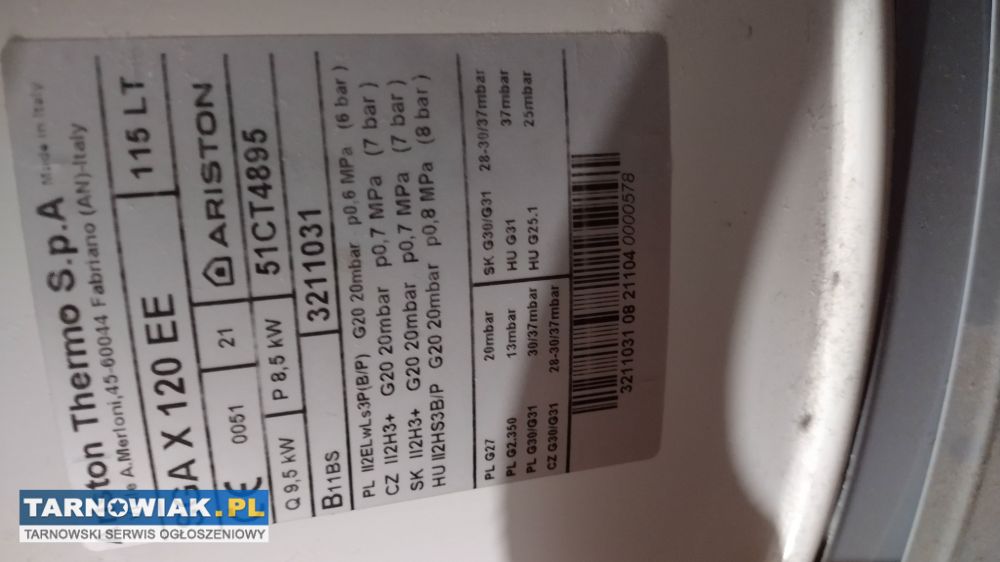 ton Thermo S.p.A Made in Italy
A.Merloni,45-60044 Fabriano (AN)-Italy
SGA X 120 EE 115 LT
CE 0051 21 ARISTON
Q 9,5 kW P 8,5 kW 51CT4895
B11BS 3211031
PL II2ELwLs3P(B/P) G20 20mbar p0,6 MPa (6 bar)
CZ II2H3+ G20 20mbar p0,7 MPa (7 bar)
SK II2H3+ G20 20mbar p0,7 MPa (7 bar)
HU II2HS3B/P G20 20mbar p0,8 MPa (8 bar)
PL G27 20mbar SK G30/G31 28-30/37mbar
PL G2.350 13mbar HU G31 37mbar
PL G30/G31 30/37mbar HU G25.1 25mbar
CZ G30/G31 28-30/37mbar
3211031 08 21104 0000578
TARNOWIAK.PL
TARNOWSKI SERWIS OGŁOSZENIOWY